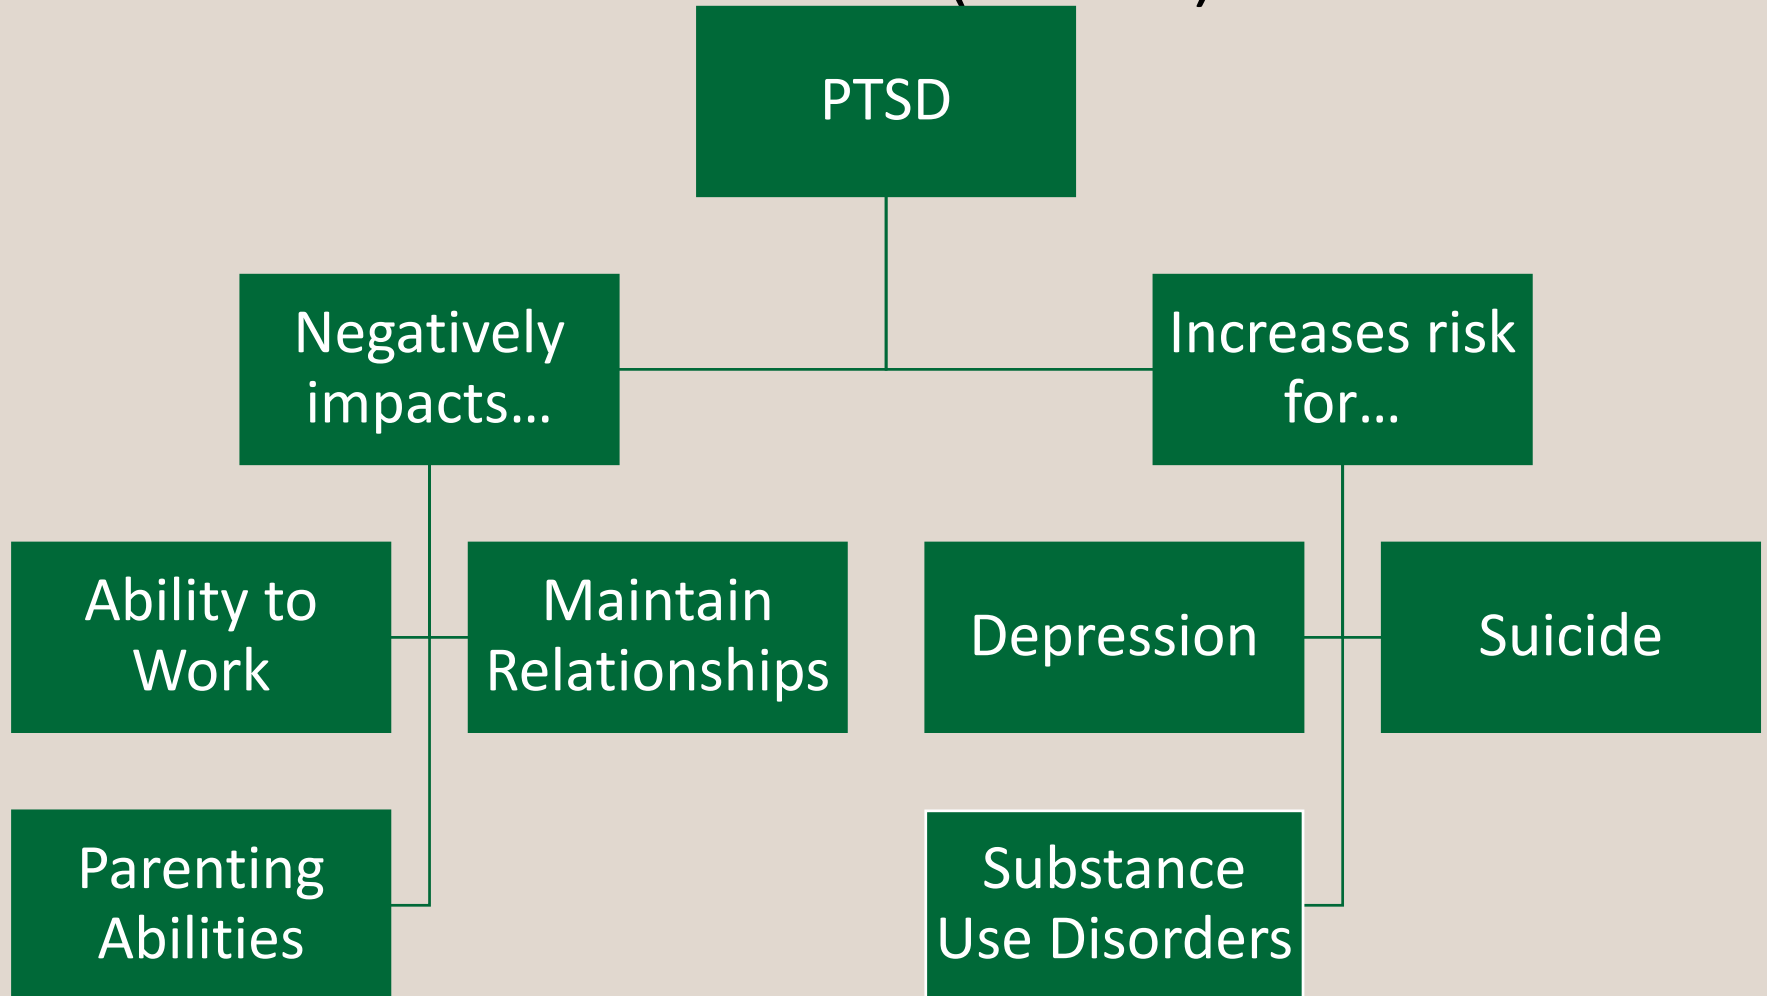 PTSD
Negatively
impacts...
Increases risk
for...
Ability to
Work
Maintain
Relationships
Depression
Suicide
Parenting
Abilities
Substance
Use Disorders